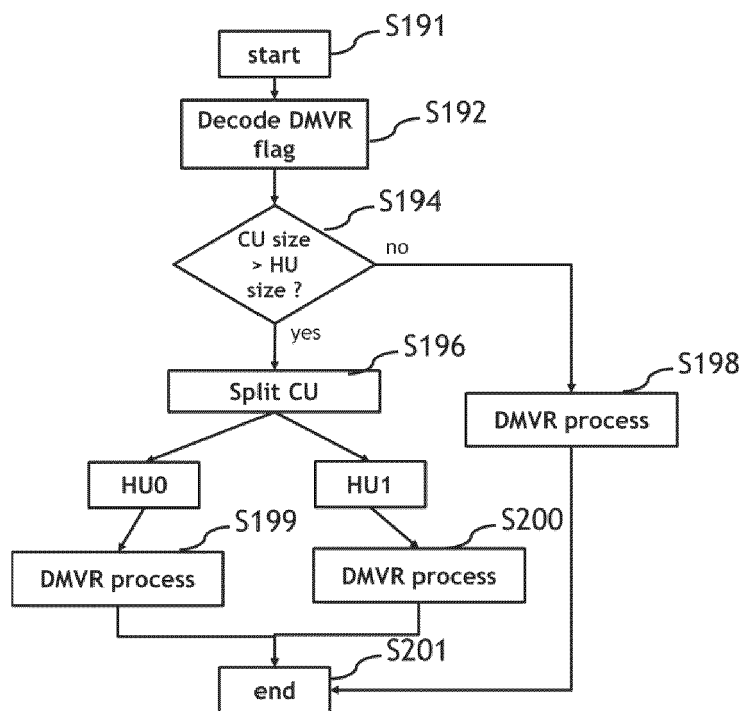 S191
start
S192
Decode DMVR
flag
S194
CU size
> HU
size ?
no
yes
S196
Split CU
S198
DMVR process
HU0
HU1
S199
DMVR process
S200
DMVR process
S201
end